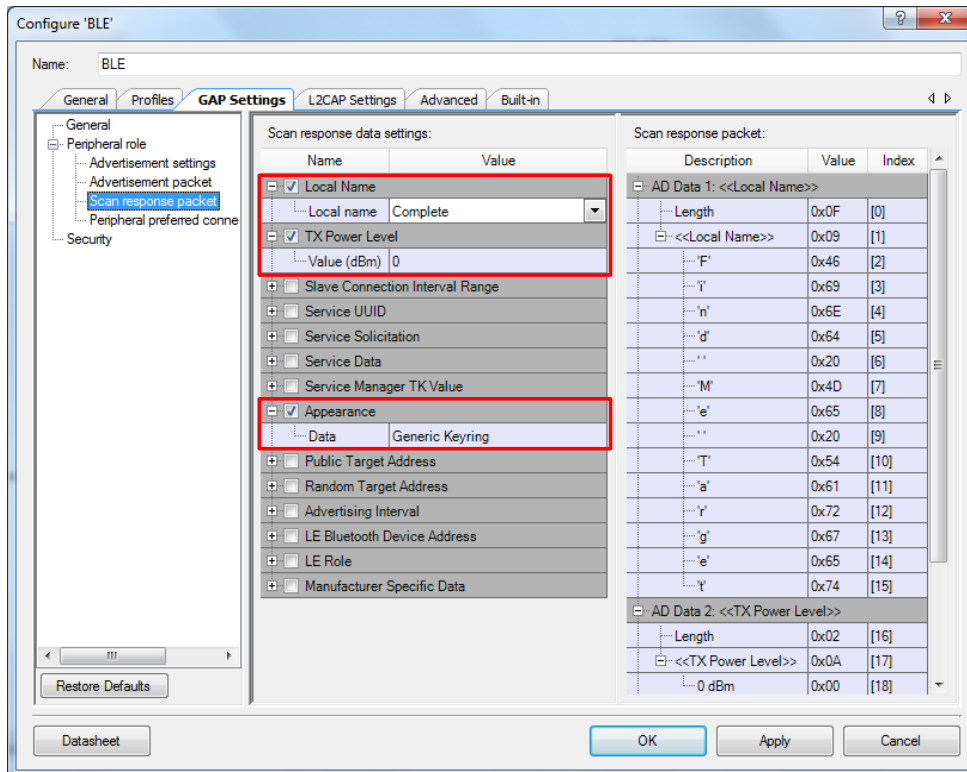 Configure 'BLE'
Name: BLE
General Profiles GAP Settings L2CAP Settings Advanced Built-in
General
Peripheral role
Advertisement settings
Advertisement packet
Scan response packet
Peripheral preferred conne
Security
Restore Defaults
Scan response data settings:
Name Value
Local Name
Local name Complete
TX Power Level
Value (dBm) 0
Slave Connection Interval Range
Service UUID
Service Solicitation
Service Data
Service Manager TK Value
Appearance
Data Generic Keyring
Public Target Address
Random Target Address
Advertising Interval
LE Bluetooth Device Address
LE Role
Manufacturer Specific Data
Scan response packet:
Description Value Index
AD Data 1: <<Local Name>>
Length 0x0F [0]
<<Local Name>> 0x09 [1]
'F' 0x46 [2]
'i' 0x69 [3]
'n' 0x6E [4]
'd' 0x64 [5]
' ' 0x20 [6]
'M' 0x4D [7]
'e' 0x65 [8]
' ' 0x20 [9]
'T' 0x54 [10]
'a' 0x61 [11]
'r' 0x72 [12]
'g' 0x67 [13]
'e' 0x65 [14]
't' 0x74 [15]
AD Data 2: <<TX Power Level>>
Length 0x02 [16]
<<TX Power Level>> 0x0A [17]
0 dBm 0x00 [18]
Datasheet OK Apply Cancel